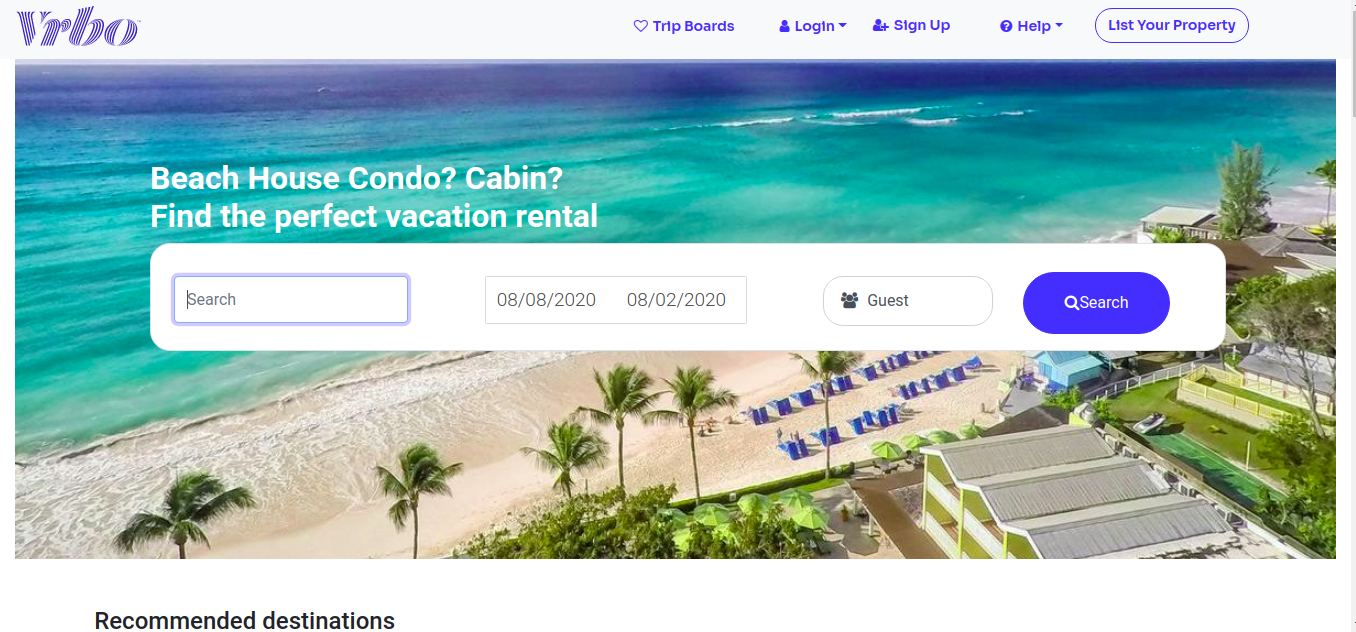 Vrbo
Trip Boards
Login
Sign Up
Help
List Your Property
Beach House Condo? Cabin?
Find the perfect vacation rental
Search
08/08/2020
08/02/2020
Guest
Search
Recommended destinations